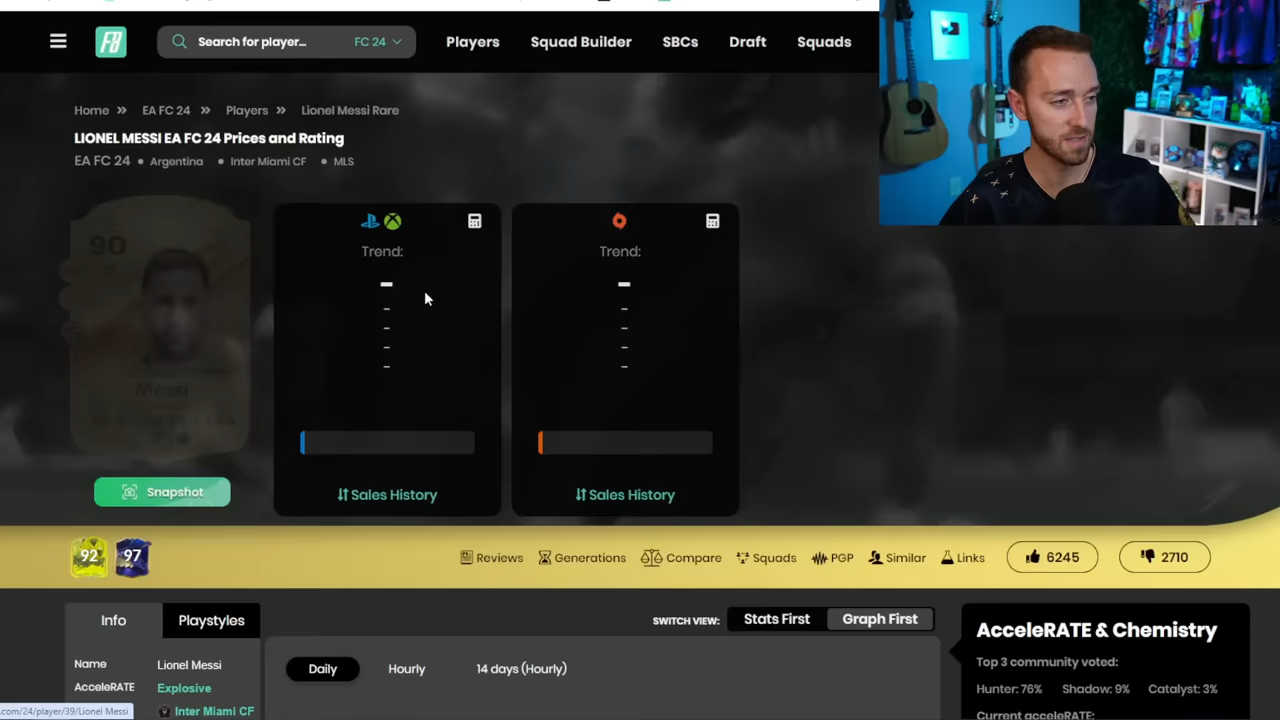 FB
Search for player...
FC 24
Players
Squad Builder
SBCs
Draft
Squads
Home
EA FC 24
Players
Lionel Messi Rare
LIONEL MESSI EA FC 24 Prices and Rating
EA FC 24 • Argentina • Inter Miami CF • MLS
90
Messi
Trend:
-
-
-
-
-
Sales History
Trend:
-
-
-
-
-
Sales History
Snapshot
92
97
Reviews
Generations
Compare
Squads
PGP
Similar
Links
6245
2710
Info
Playstyles
SWITCH VIEW:
Stats First
Graph First
Name
Lionel Messi
AcceleRATE
Explosive
Inter Miami CF
Daily
Hourly
14 days (Hourly)
AcceleRATE & Chemistry
Top 3 community voted:
Hunter: 76%
Shadow: 9%
Catalyst: 3%
Current acceleRATE:
.com/24/player/39/Lionel Messi